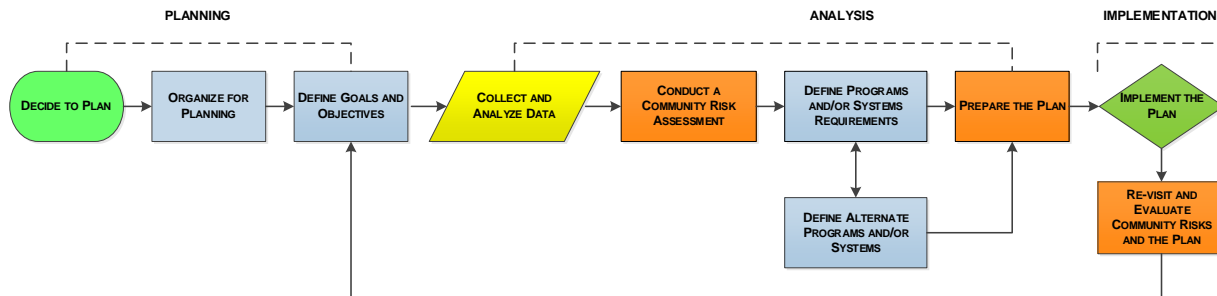 PLANNING
ANALYSIS
IMPLEMENTATION
DECIDE TO PLAN
ORGANIZE FOR
PLANNING
DEFINE GOALS AND
OBJECTIVES
COLLECT AND
ANALYZE DATA
CONDUCT A
COMMUNITY RISK
ASSESSMENT
DEFINE PROGRAMS
AND/OR SYSTEMS
REQUIREMENTS
PREPARE THE PLAN
IMPLEMENT THE
PLAN
DEFINE ALTERNATE
PROGRAMS AND/OR
SYSTEMS
RE-VISIT AND
EVALUATE
COMMUNITY RISKS
AND THE PLAN